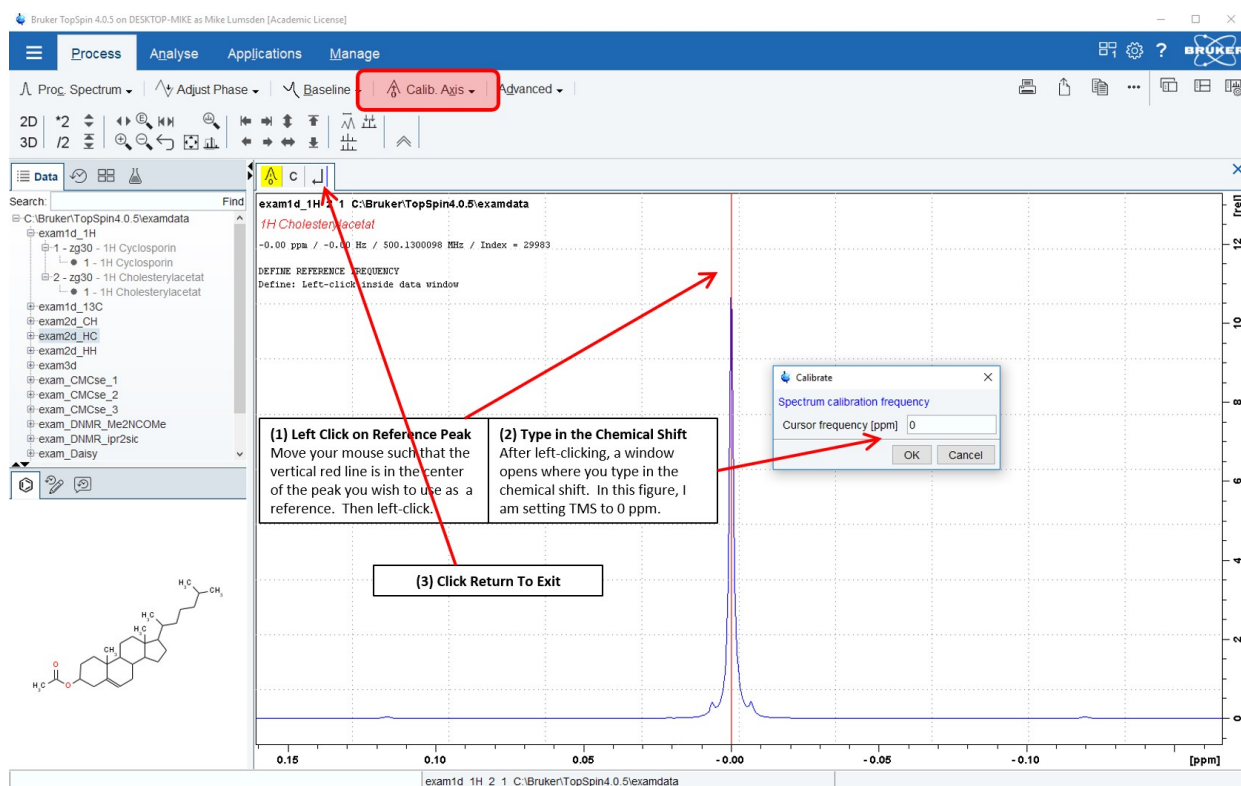 Bruker TopSpin 4.0.5 on DESKTOP-MIKE as Mike Lumsden [Academic License]
Process Analyse Applications Manage ? BRUKER
Proc. Spectrum Adjust Phase Baseline Calib. Axis Advanced
2D *2
3D /2
Data
C
Search: Find
C:\Bruker\TopSpin4.0.5\examdata
exam1d_1H
1 - zg30 - 1H Cyclosporin
1 - 1H Cyclosporin
2 - zg30 - 1H Cholesterylacetat
1 - 1H Cholesterylacetat
exam1d_13C
exam2d_CH
exam2d_HC
exam2d_HH
exam3d
exam_CMCse_1
exam_CMCse_2
exam_CMCse_3
exam_DNMR_Me2NCOMe
exam_DNMR_ipr2sic
exam_Daisy
exam1d_1H 2 1 C:\Bruker\TopSpin4.0.5\examdata
1H Cholesterylacetat
-0.00 ppm / -0.00 Hz / 500.1300098 MHz / Index = 29983
DEFINE REFERENCE FREQUENCY
Define: Left-click inside data window
(1) Left Click on Reference Peak
Move your mouse such that the
vertical red line is in the center
of the peak you wish to use as a
reference. Then left-click.
(2) Type in the Chemical Shift
After left-clicking, a window
opens where you type in the
chemical shift. In this figure, I
am setting TMS to 0 ppm.
(3) Click Return To Exit
Calibrate
Spectrum calibration frequency
Cursor frequency [ppm] 0
OK Cancel
[rel]
12
10
8
6
4
2
0
0.15 0.10 0.05 -0.00 -0.05 -0.10 [ppm]
H3C
CH3
H3C
H3C
CH3
O
H3C
O
exam1d_1H 2 1 C:\Bruker\TopSpin4.0.5\examdata